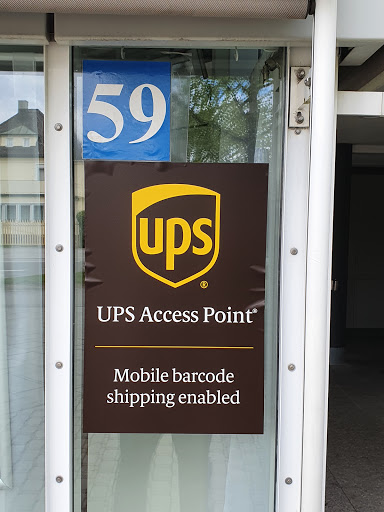 59
ups
®
UPS Access Point®
Mobile barcode
shipping enabled